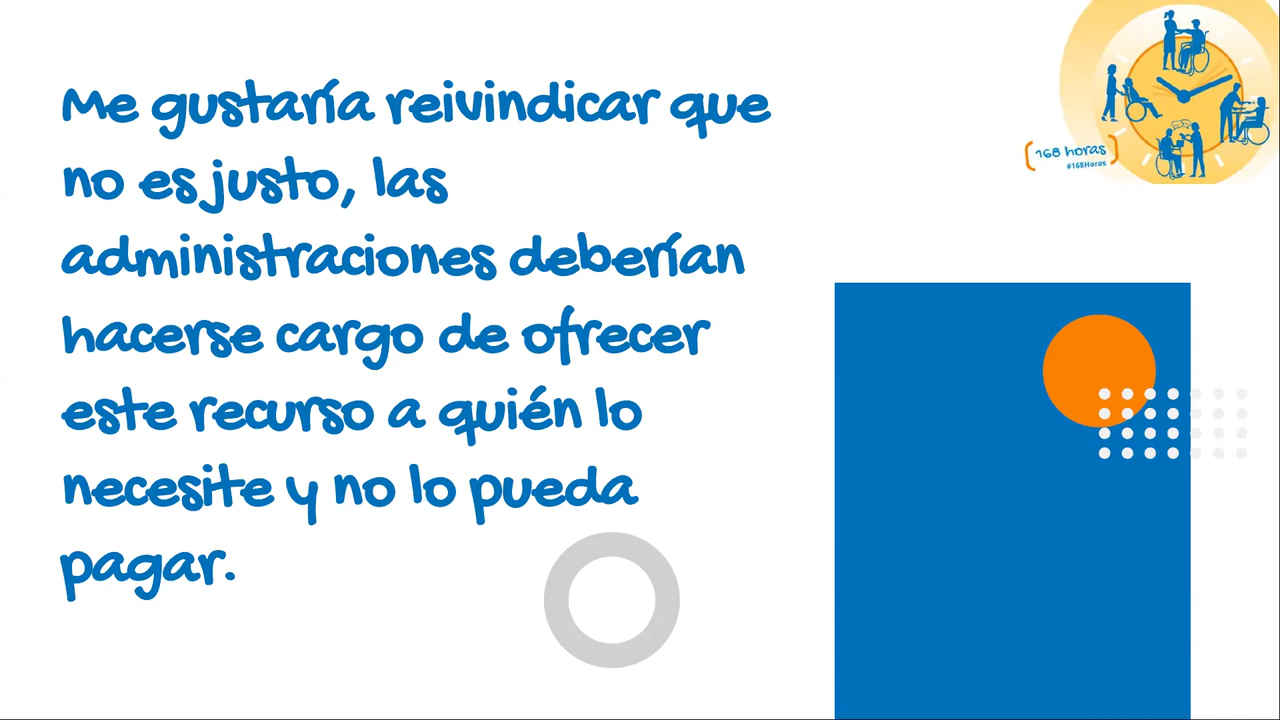 Me gustaría reivindicar que
no es justo, las
administraciones deberían
hacerse cargo de ofrecer
este recurso a quién lo
necesite y no lo pueda
pagar.
168 horas
#168Horas